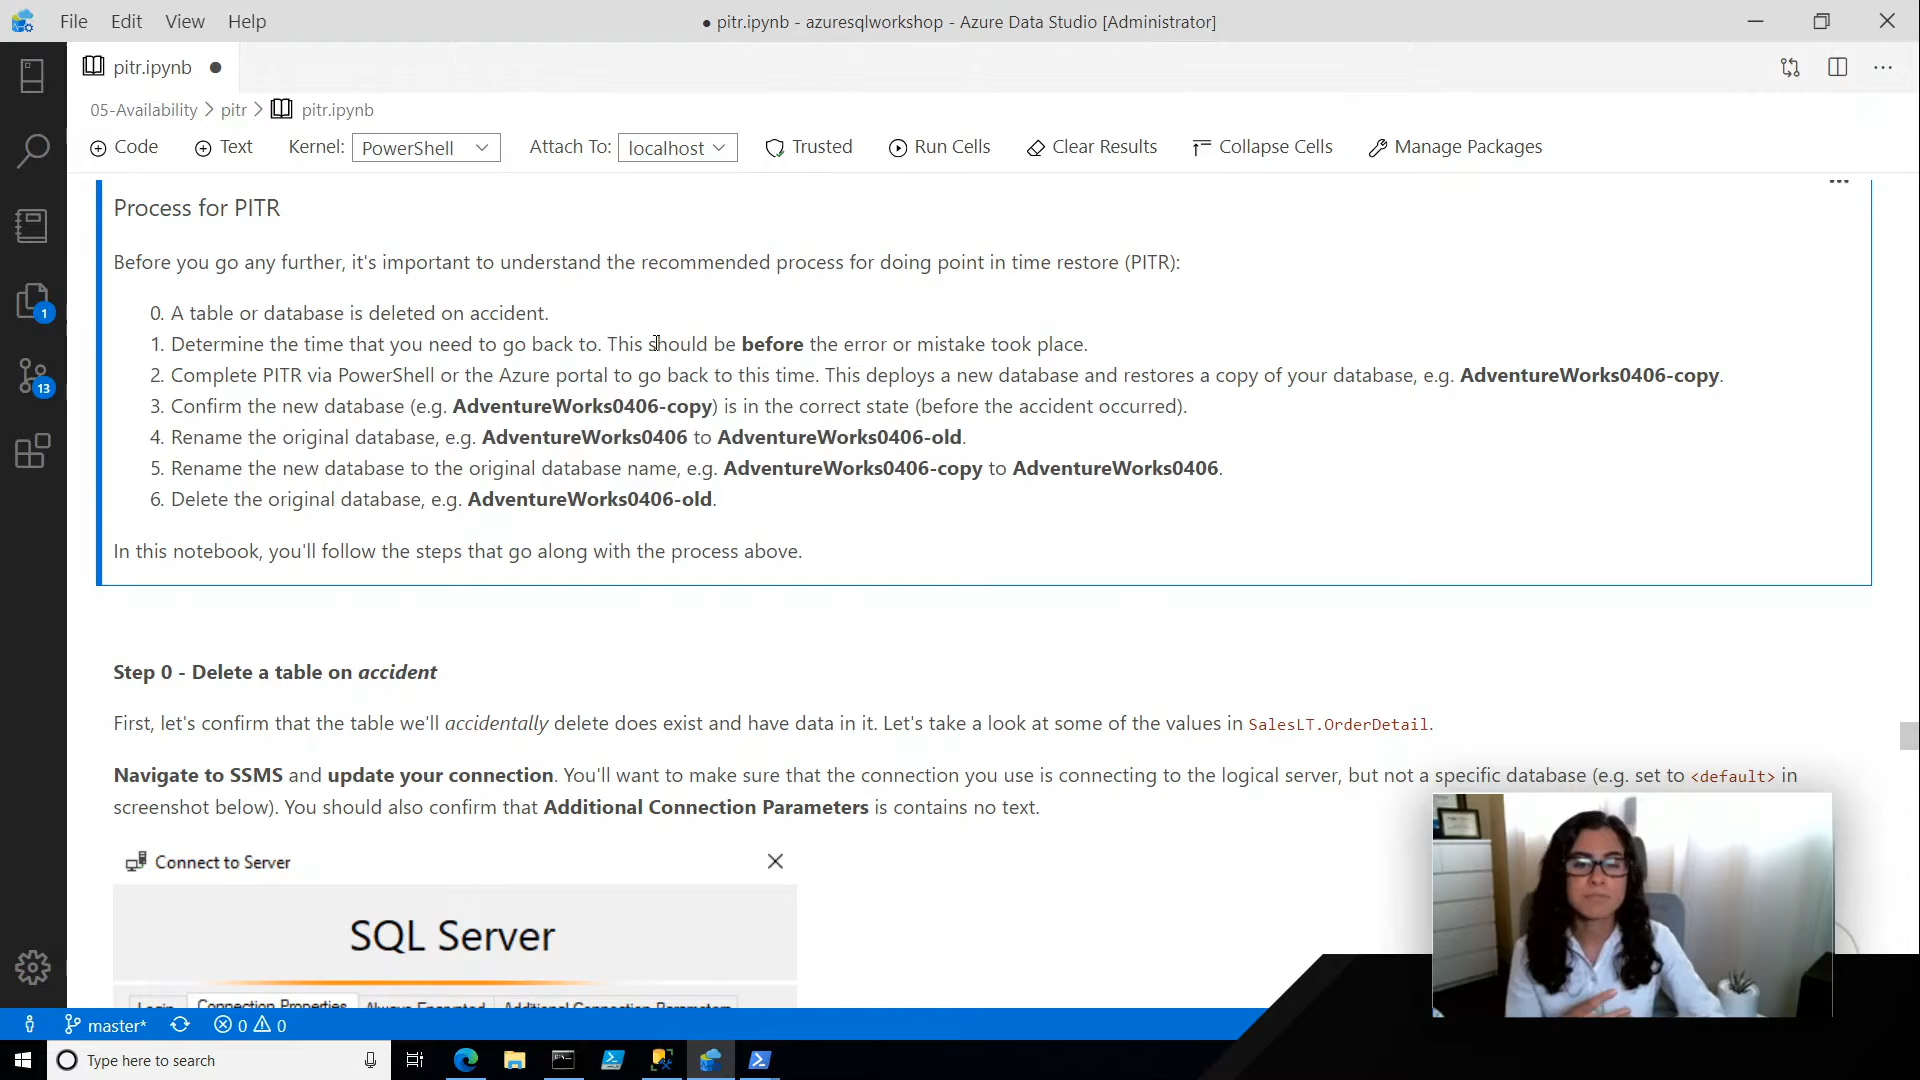 File Edit View Help
● pitr.ipynb - azuresqlworkshop - Azure Data Studio [Administrator]
pitr.ipynb ●
05-Availability > pitr > pitr.ipynb
Code Text Kernel: PowerShell Attach To: localhost Trusted Run Cells Clear Results Collapse Cells Manage Packages
Process for PITR
Before you go any further, it's important to understand the recommended process for doing point in time restore (PITR):
0. A table or database is deleted on accident.
1. Determine the time that you need to go back to. This should be before the error or mistake took place.
2. Complete PITR via PowerShell or the Azure portal to go back to this time. This deploys a new database and restores a copy of your database, e.g. AdventureWorks0406-copy.
3. Confirm the new database (e.g. AdventureWorks0406-copy) is in the correct state (before the accident occurred).
4. Rename the original database, e.g. AdventureWorks0406 to AdventureWorks0406-old.
5. Rename the new database to the original database name, e.g. AdventureWorks0406-copy to AdventureWorks0406.
6. Delete the original database, e.g. AdventureWorks0406-old.
In this notebook, you'll follow the steps that go along with the process above.
1
13
Step 0 - Delete a table on accident
First, let's confirm that the table we'll accidentally delete does exist and have data in it. Let's take a look at some of the values in SalesLT.OrderDetail.
Navigate to SSMS and update your connection. You'll want to make sure that the connection you use is connecting to the logical server, but not a specific database (e.g. set to <default> in
screenshot below). You should also confirm that Additional Connection Parameters is contains no text.
Connect to Server
SQL Server
Login Connection Properties Always Encrypted Additional Connection Parameters
master* 0 0
Type here to search